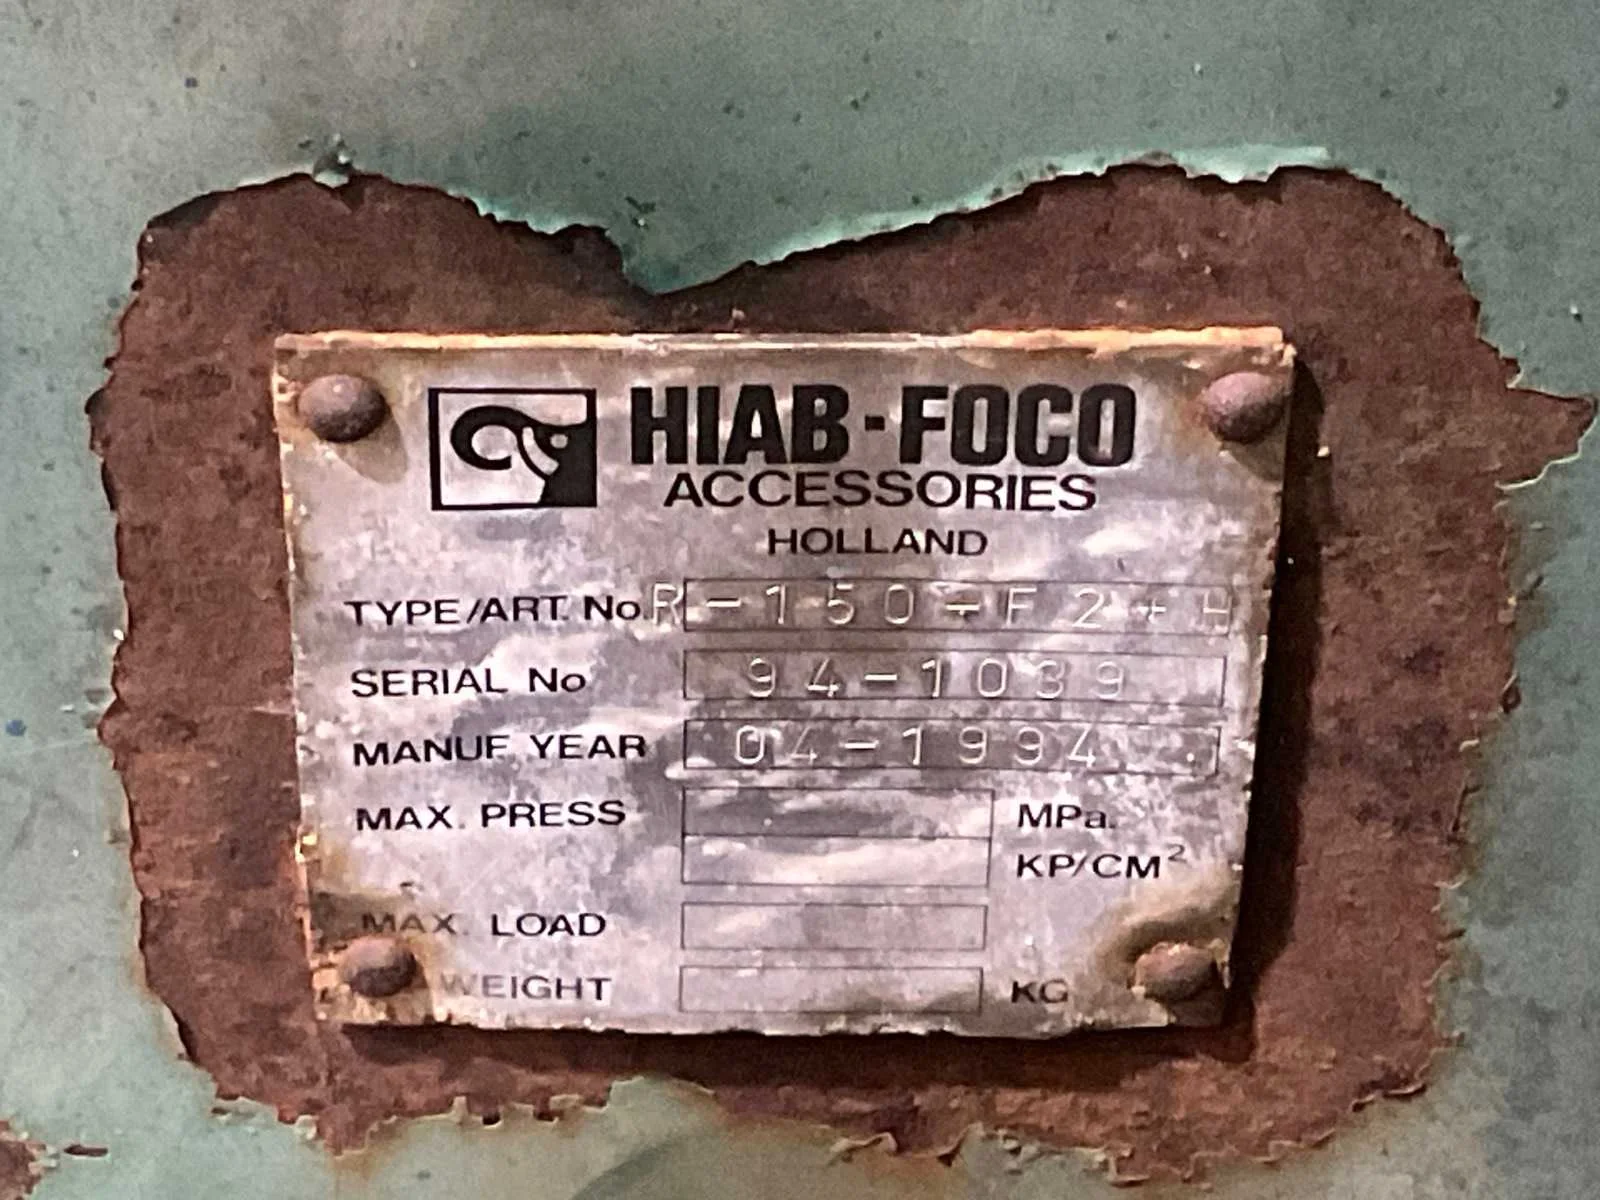 HIAB-FOCO
ACCESSORIES
HOLLAND
TYPE/ART. No. R-150-F2+H
SERIAL No 94-1039
MANUF. YEAR 04-1994
MAX. PRESS MPa.
KP/CM²
MAX. LOAD
WEIGHT KG